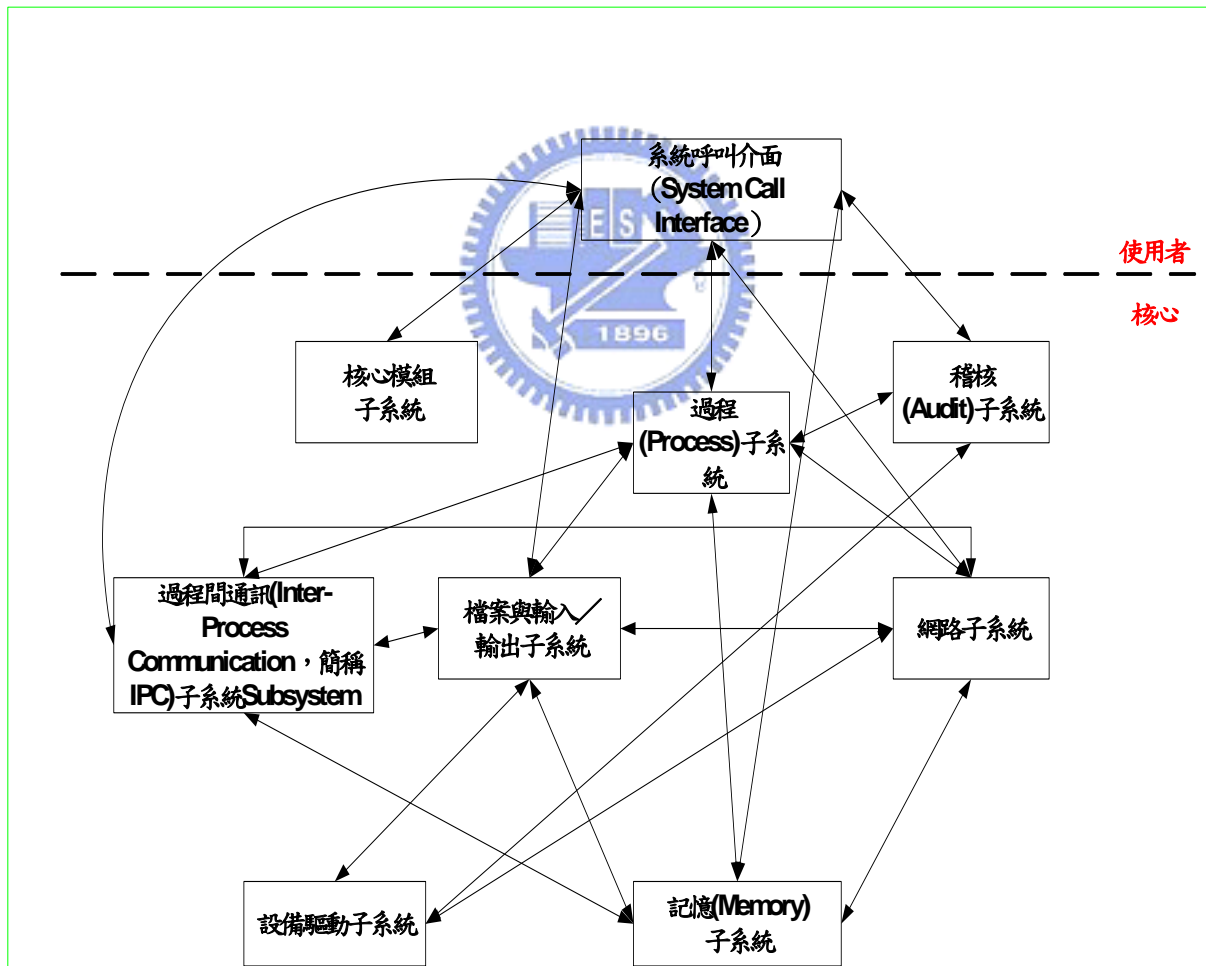 系統呼叫介面
（System Call
Interface）
E S
1896
使用者
核心
核心模組
子系統
過程
(Process)子系
統
稽核
(Audit)子系統
過程間通訊(Inter-
Process
Communication，簡稱
IPC)子系統Subsystem
檔案與輸入／
輸出子系統
網路子系統
設備驅動子系統
記憶(Memory)
子系統